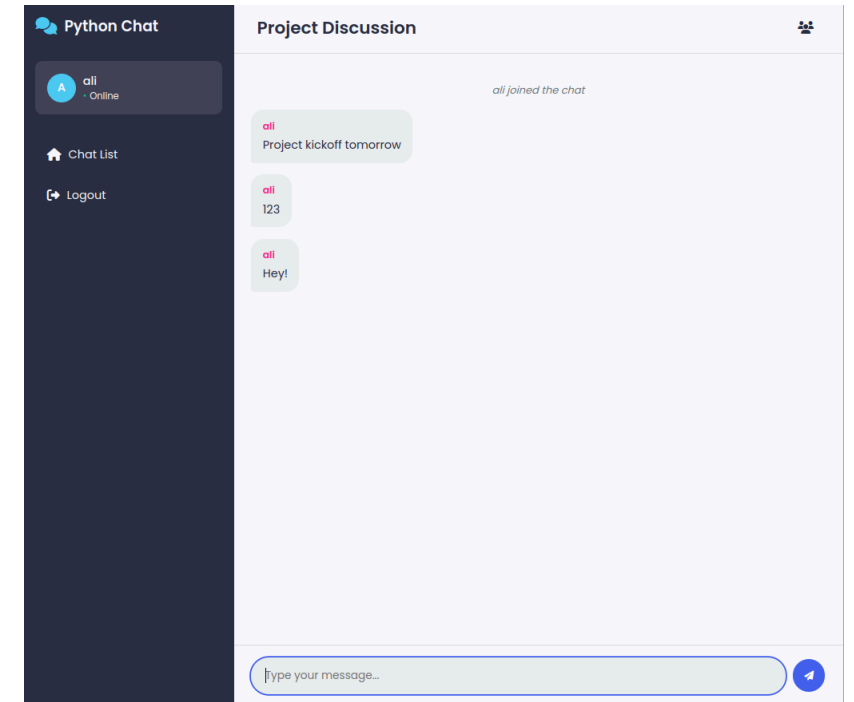 Python Chat
A
ali
Online
Chat List
Logout
Project Discussion
ali joined the chat
ali
Project kickoff tomorrow
ali
123
ali
Hey!
Type your message...